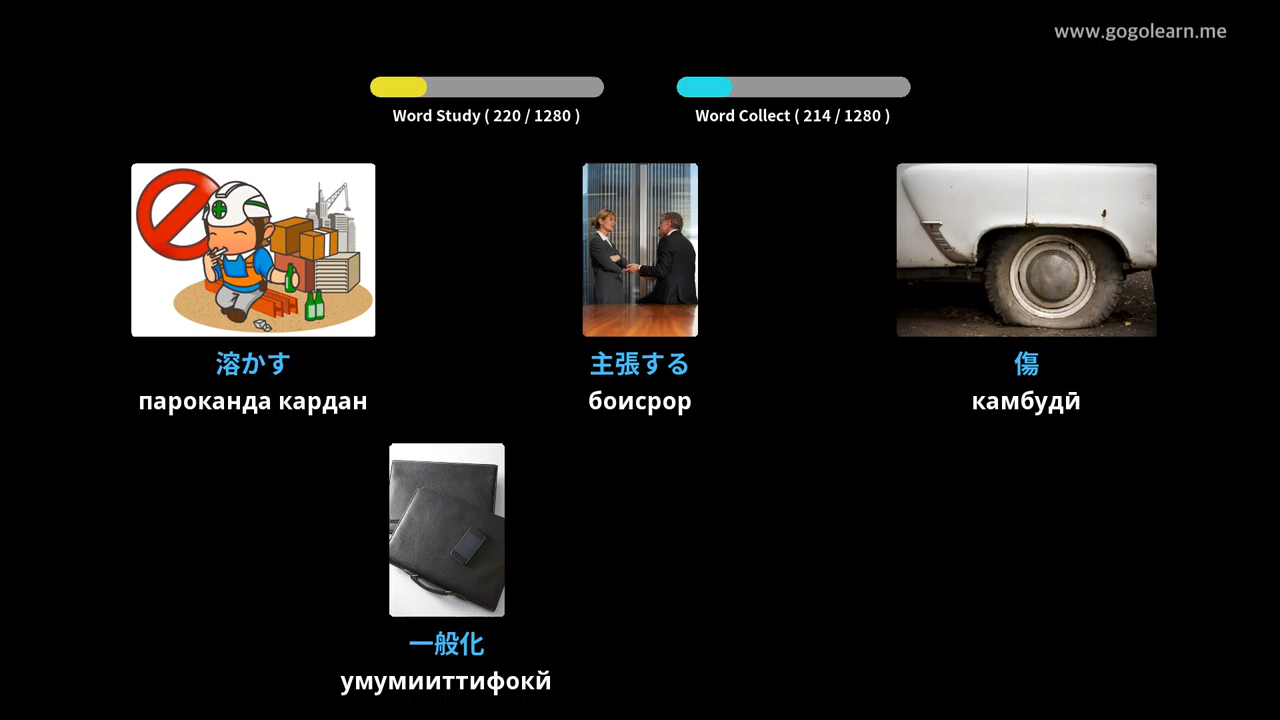 www.gogolearn.me
Word Study ( 220 / 1280 )
Word Collect ( 214 / 1280 )
溶かす
пароканда кардан
主張する
боисрор
傷
камбудӣ
一般化
умумииттифокй